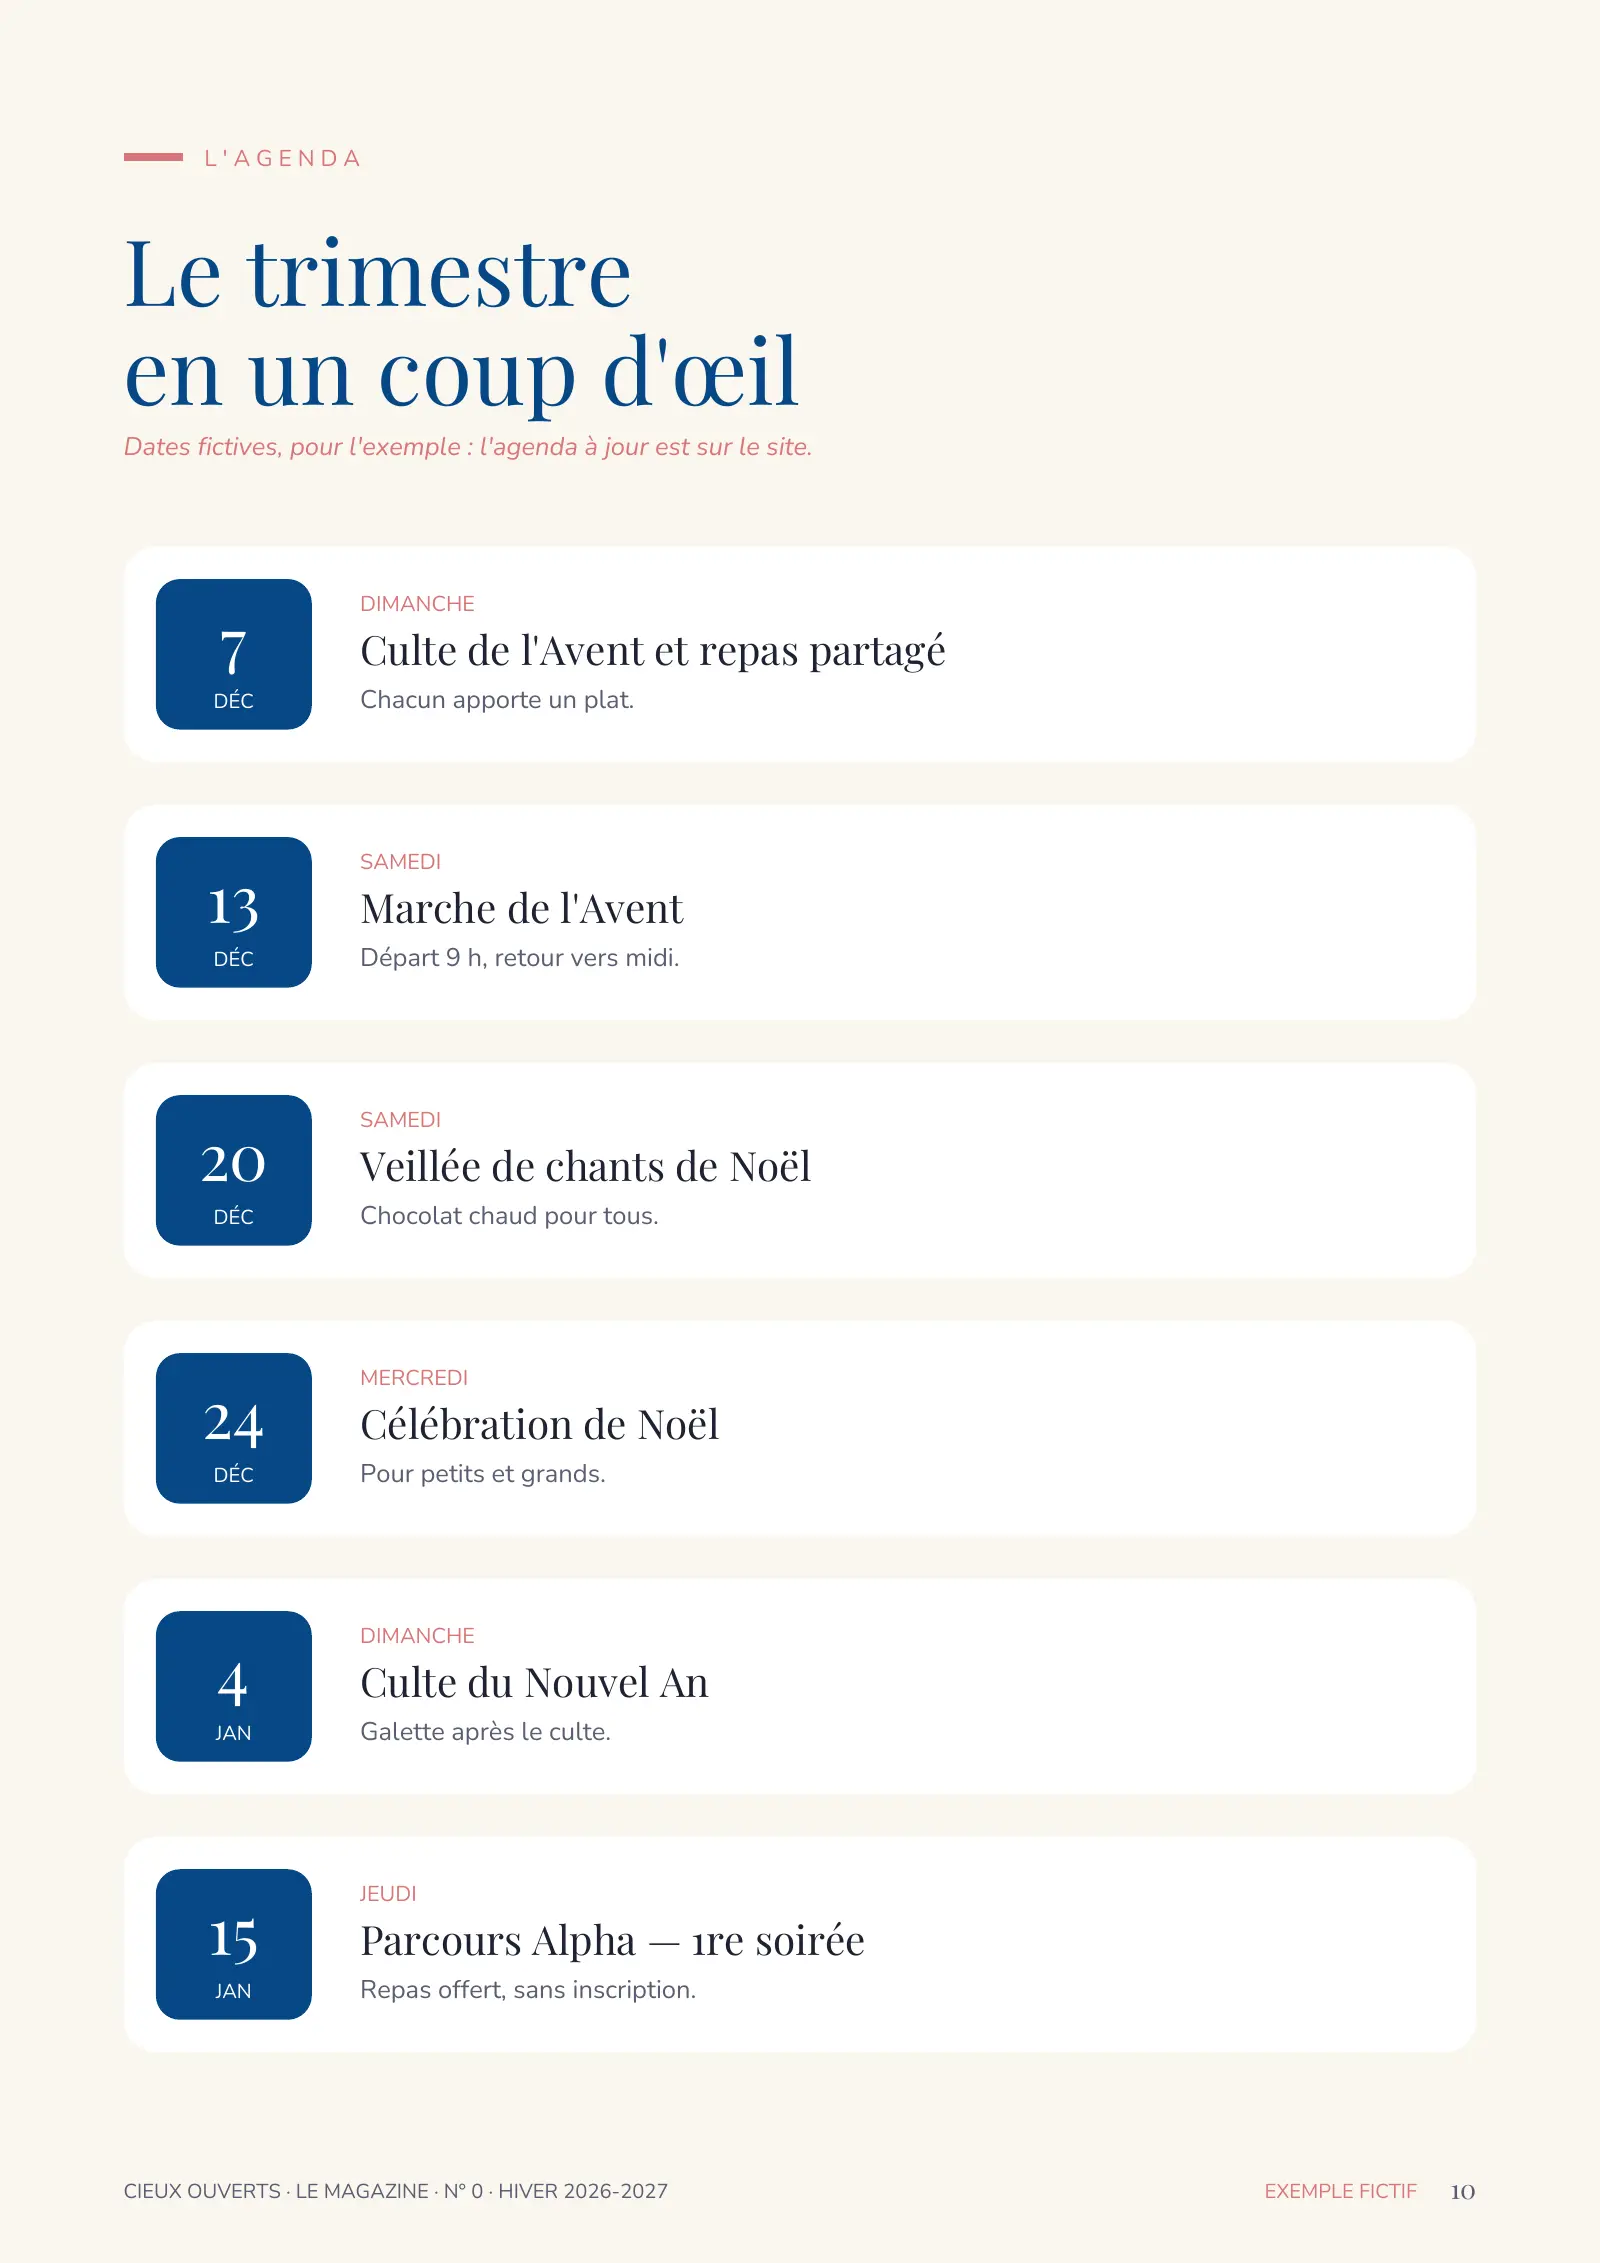 L'AGENDA
Le trimestre
en un coup d'œil
Dates fictives, pour l'exemple : l'agenda à jour est sur le site.
7
DÉC
DIMANCHE
Culte de l'Avent et repas partagé
Chacun apporte un plat.
13
DÉC
SAMEDI
Marche de l'Avent
Départ 9 h, retour vers midi.
20
DÉC
SAMEDI
Veillée de chants de Noël
Chocolat chaud pour tous.
24
DÉC
MERCREDI
Célébration de Noël
Pour petits et grands.
4
JAN
DIMANCHE
Culte du Nouvel An
Galette après le culte.
15
JAN
JEUDI
Parcours Alpha — 1re soirée
Repas offert, sans inscription.
CIEUX OUVERTS · LE MAGAZINE · N° 0 · HIVER 2026-2027
EXEMPLE FICTIF 10